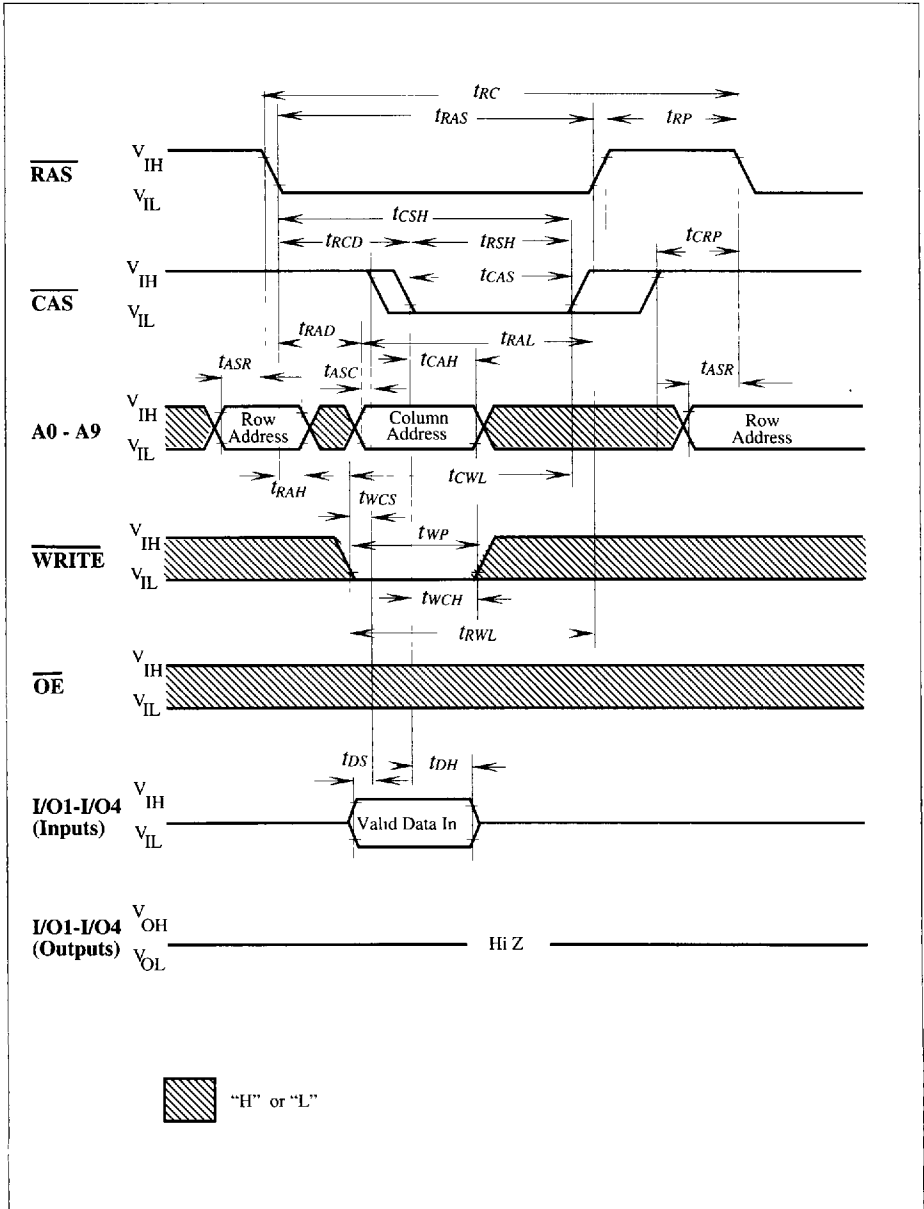 tRC
tRAS
tRP
RAS
VIH
VIL
tCSH
tRCD
tRSH
tCRP
CAS
VIH
tCAS
VIL
tRAD
tRAL
tASR
tASC
tCAH
tASR
A0 - A9
VIH
Row Address
Column Address
Row Address
VIL
tRAH
tWCS
tCWL
WRITE
VIH
tWP
VIL
tWCH
tRWL
OE
VIH
VIL
tDS
tDH
I/O1-I/O4
(Inputs)
VIH
Valid Data In
VIL
I/O1-I/O4
(Outputs)
VOH
Hi Z
VOL
“H” or “L”